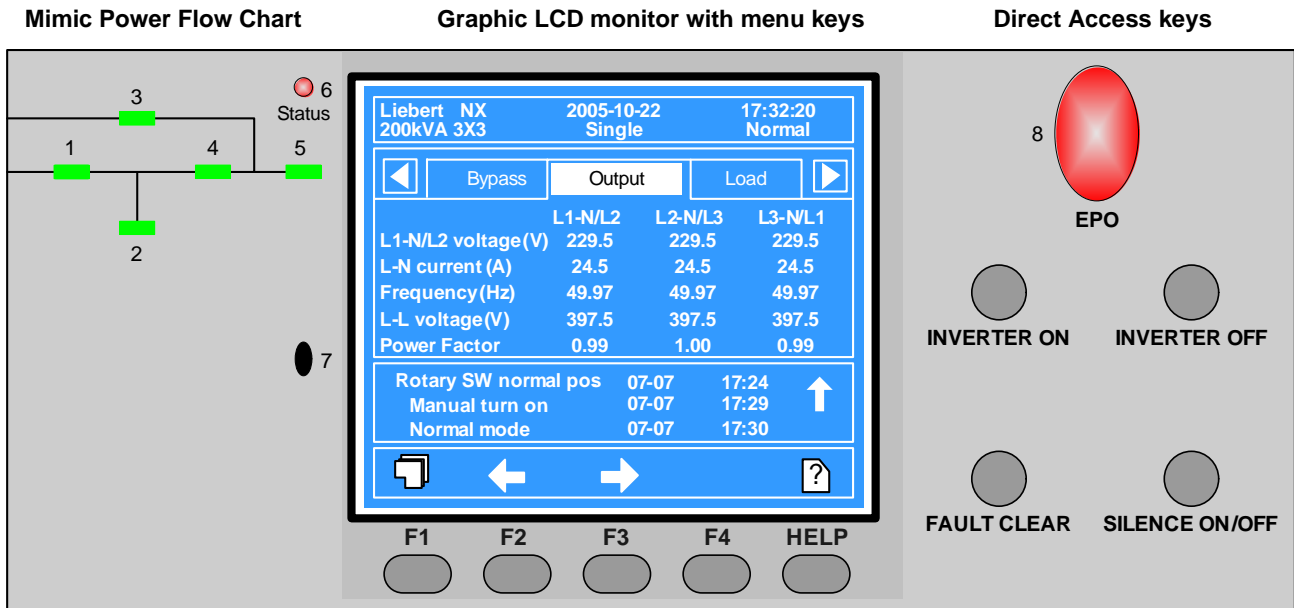 Mimic Power Flow Chart
Graphic LCD monitor with menu keys
Direct Access keys
3
6
Status
1
4
5
2
7
Liebert NX 2005-10-22 17:32:20
200kVA 3X3 Single Normal
Bypass Output Load
L1-N/L2 L2-N/L3 L3-N/L1
L1-N/L2 voltage(V) 229.5 229.5 229.5
L-N current (A) 24.5 24.5 24.5
Frequency(Hz) 49.97 49.97 49.97
L-L voltage(V) 397.5 397.5 397.5
Power Factor 0.99 1.00 0.99
Rotary SW normal pos 07-07 17:24
Manual turn on 07-07 17:29
Normal mode 07-07 17:30
?
F1 F2 F3 F4 HELP
8
EPO
INVERTER ON INVERTER OFF
FAULT CLEAR SILENCE ON/OFF